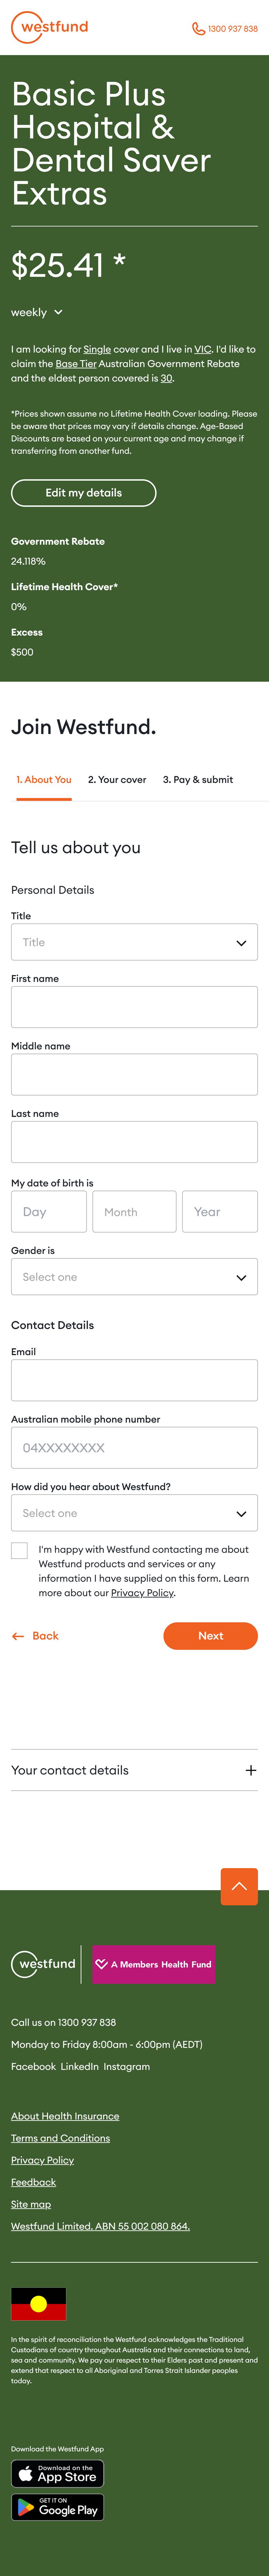 westfund
1300 937 838
Basic Plus
Hospital &
Dental Saver
Extras
$25.41 *
weekly
I am looking for Single cover and I live in VIC. I'd like to
claim the Base Tier Australian Government Rebate
and the eldest person covered is 30.
*Prices shown assume no Lifetime Health Cover loading. Please
be aware that prices may vary if details change. Age-Based
Discounts are based on your current age and may change if
transferring from another fund.
Edit my details
Government Rebate
24.118%
Lifetime Health Cover*
0%
Excess
$500
Join Westfund.
1. About You 2. Your cover 3. Pay & submit
Tell us about you
Personal Details
Title
Title
First name
Middle name
Last name
My date of birth is
Day Month Year
Gender is
Select one
Contact Details
Email
Australian mobile phone number
04XXXXXXXX
How did you hear about Westfund?
Select one
I'm happy with Westfund contacting me about
Westfund products and services or any
information I have supplied on this form. Learn
more about our Privacy Policy.
Back Next
Your contact details
westfund A Members Health Fund
Call us on 1300 937 838
Monday to Friday 8:00am - 6:00pm (AEDT)
Facebook LinkedIn Instagram
About Health Insurance
Terms and Conditions
Privacy Policy
Feedback
Site map
Westfund Limited. ABN 55 002 080 864.
In the spirit of reconciliation the Westfund acknowledges the Traditional
Custodians of country throughout Australia and their connections to land,
sea and community. We pay our respect to their Elders past and present and
extend that respect to all Aboriginal and Torres Strait Islander peoples
today.
Download the Westfund App
Download on the
App Store
GET IT ON
Google Play